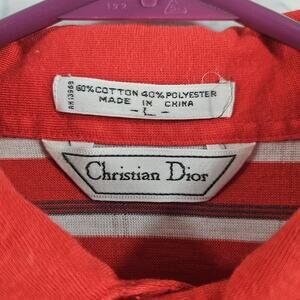 60% COTTON 40% POLYESTER
MADE IN CHINA
- L -
Christian Dior